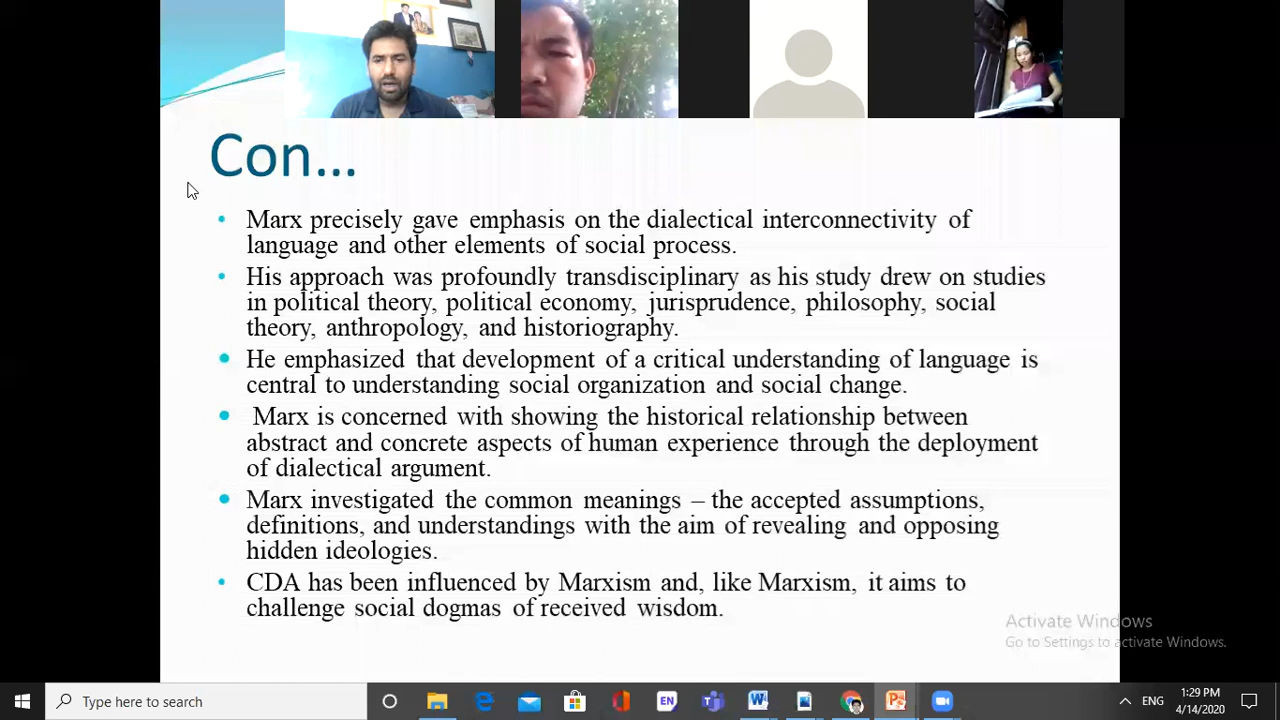 Con...
Marx precisely gave emphasis on the dialectical interconnectivity of
language and other elements of social process.
His approach was profoundly transdisciplinary as his study drew on studies
in political theory, political economy, jurisprudence, philosophy, social
theory, anthropology, and historiography.
He emphasized that development of a critical understanding of language is
central to understanding social organization and social change.
Marx is concerned with showing the historical relationship between
abstract and concrete aspects of human experience through the deployment
of dialectical argument.
Marx investigated the common meanings – the accepted assumptions,
definitions, and understandings with the aim of revealing and opposing
hidden ideologies.
CDA has been influenced by Marxism and, like Marxism, it aims to
challenge social dogmas of received wisdom.
Activate Windows
Go to Settings to activate Windows.
Type here to search
EN
ENG
1:29 PM
4/14/2020